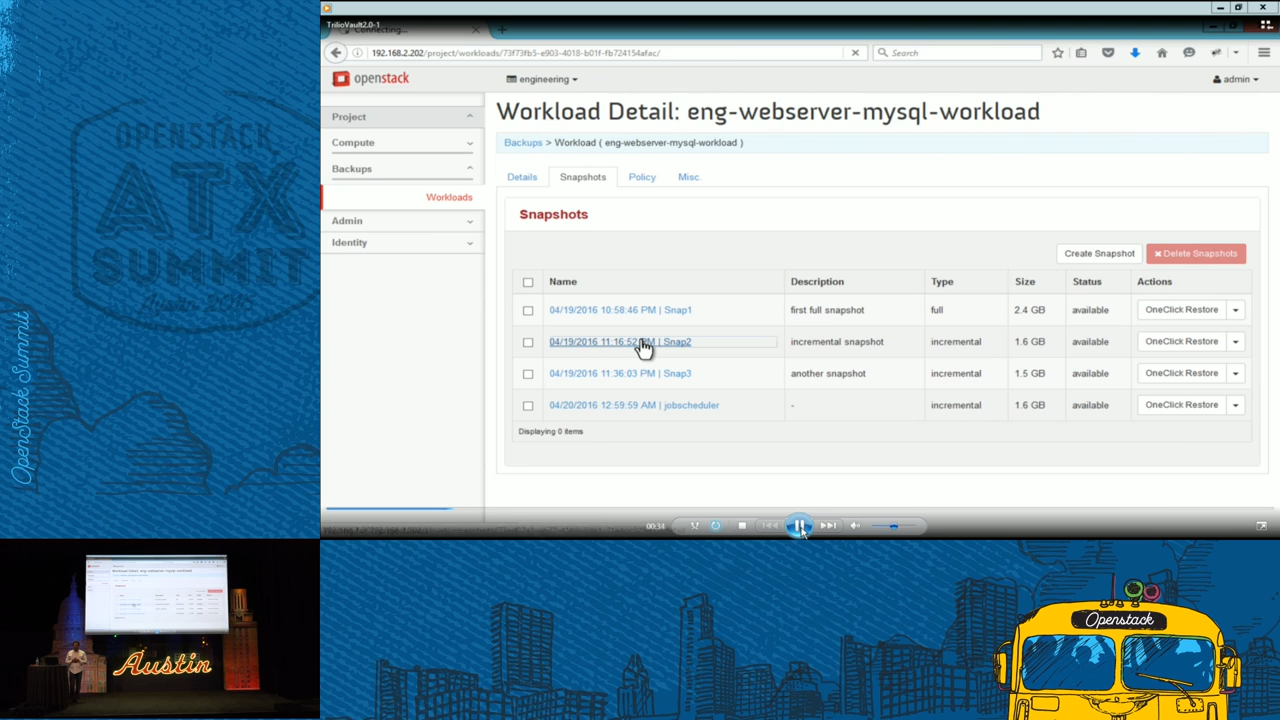 TrilioVault2.0-1
Connecting...
192.168.2.202/project/workloads/73f73fb5-e903-4018-b01f-fb724154afac/
Search
openstack
engineering
admin
Project
Compute
Backups
Workloads
Admin
Identity
Workload Detail: eng-webserver-mysql-workload
Backups > Workload ( eng-webserver-mysql-workload )
Details
Snapshots
Policy
Misc.
Snapshots
Create Snapshot
Delete Snapshots
Name Description Type Size Status Actions
04/19/2016 10:58:46 PM | Snap1 first full snapshot full 2.4 GB available OneClick Restore
04/19/2016 11:16:52 PM | Snap2 incremental snapshot incremental 1.6 GB available OneClick Restore
04/19/2016 11:36:03 PM | Snap3 another snapshot incremental 1.5 GB available OneClick Restore
04/20/2016 12:59:59 AM | jobscheduler - incremental 1.6 GB available OneClick Restore
Displaying 0 items
00:34
OPENSTACK
ATX
SUMMIT
OpenStack Summit
Austin
Openstack